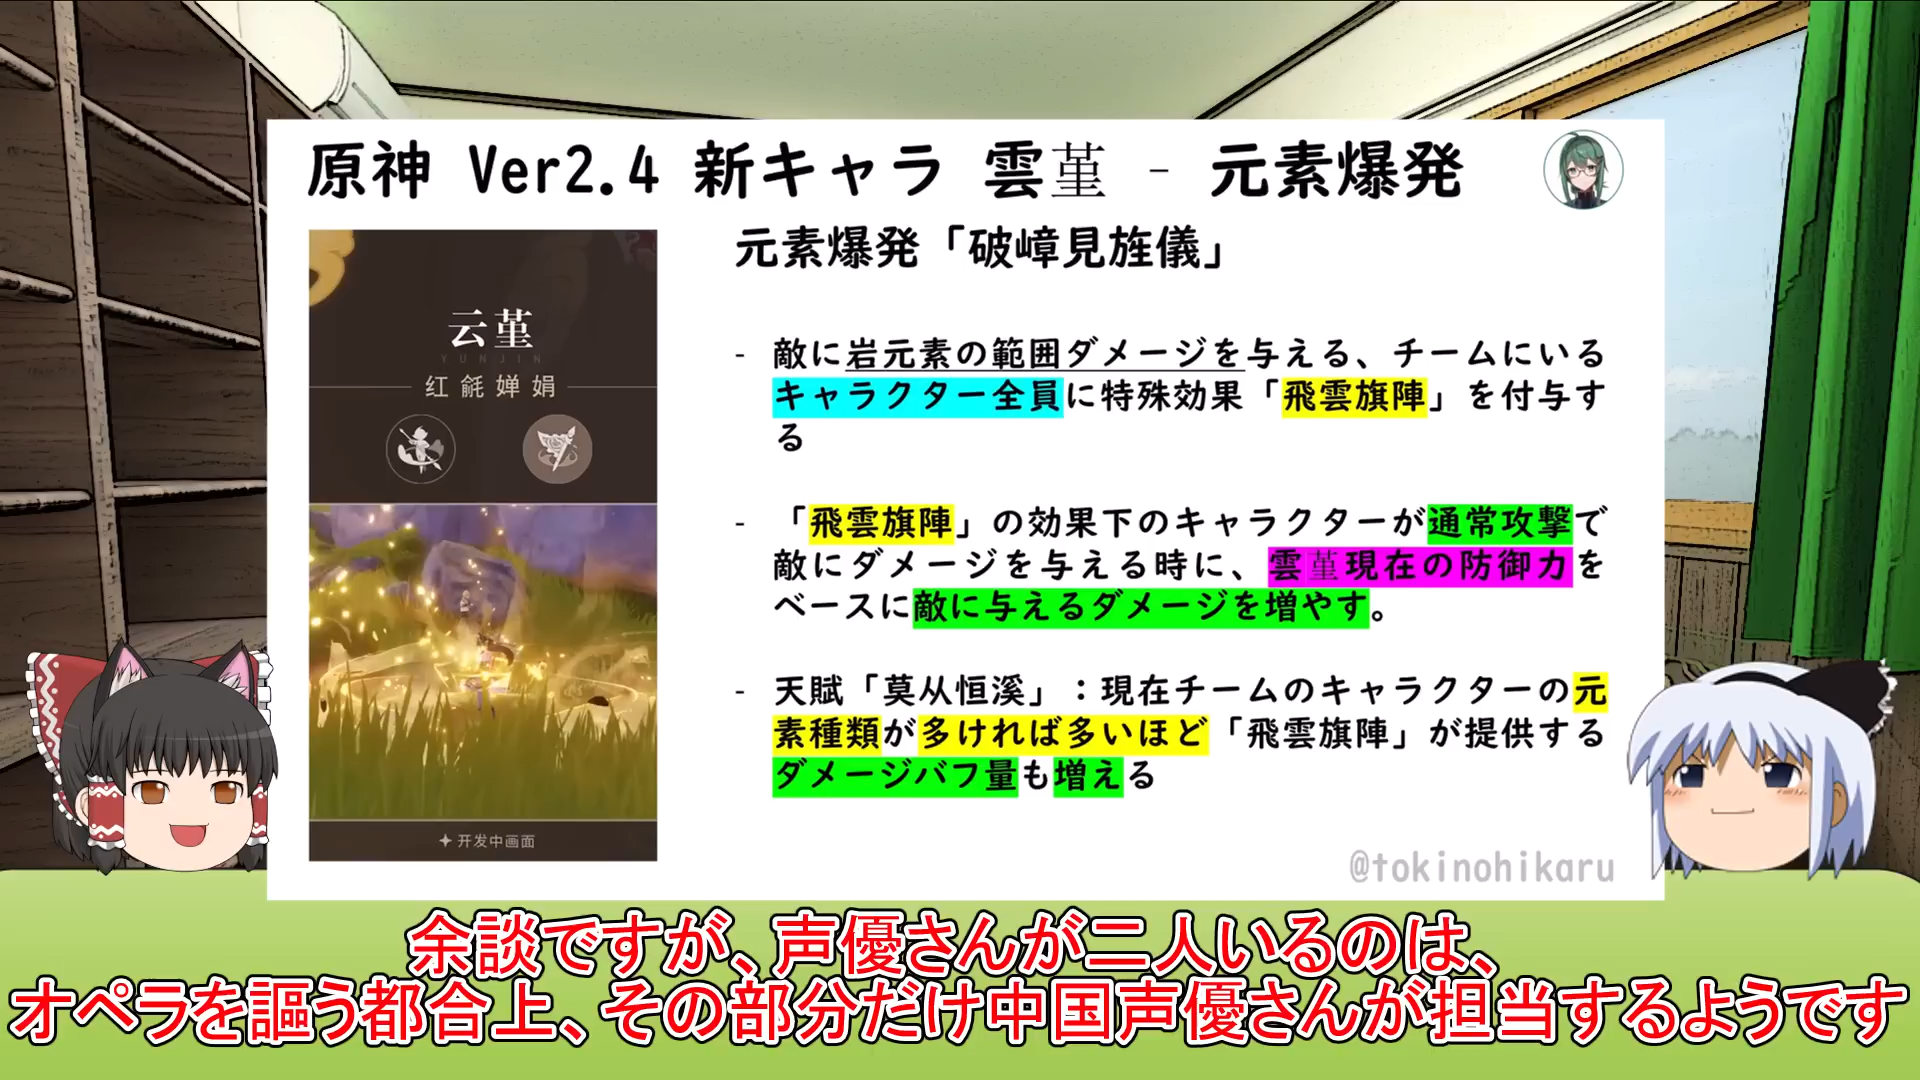 原神 Ver2.4 新キャラ 雲菫 - 元素爆発
元素爆発「破嶂見旌儀」
云堇
YUNJIN
红毹婵娟
- 敵に岩元素の範囲ダメージを与える、チームにいる
キャラクター全員に特殊効果「飛雲旗陣」を付与す
る
- 「飛雲旗陣」の効果下のキャラクターが通常攻撃で
敵にダメージを与える時に、雲菫現在の防御力を
ベースに敵に与えるダメージを増やす。
- 天賦「莫从恒溪」：現在チームのキャラクターの元
素種類が多ければ多いほど「飛雲旗陣」が提供する
ダメージバフ量も増える
开发中画面
@tokinohikaru
余談ですが、声優さんが二人いるのは、
オペラを謳う都合上、その部分だけ中国声優さんが担当するようです